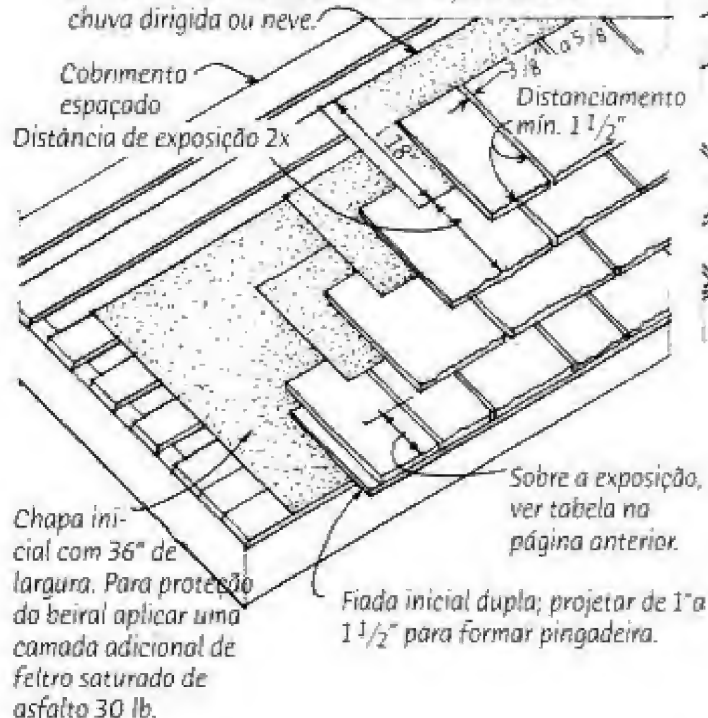 chuva dirigida ou neve.
Cobrimento
espaçado
Distância de exposição 2x
3/8" a 5/8
Distanciamento
mín. 1 1/2"
18"
Chapa ini-
cial com 36" de
largura. Para proteção
do beiral aplicar uma
camada adicional de
feltro saturado de
asfalto 30 lb.
Sobre a exposição,
ver tabela na
página anterior.
Fiada inicial dupla; projetar de 1" a
1 1/2" para formar pingadeira.